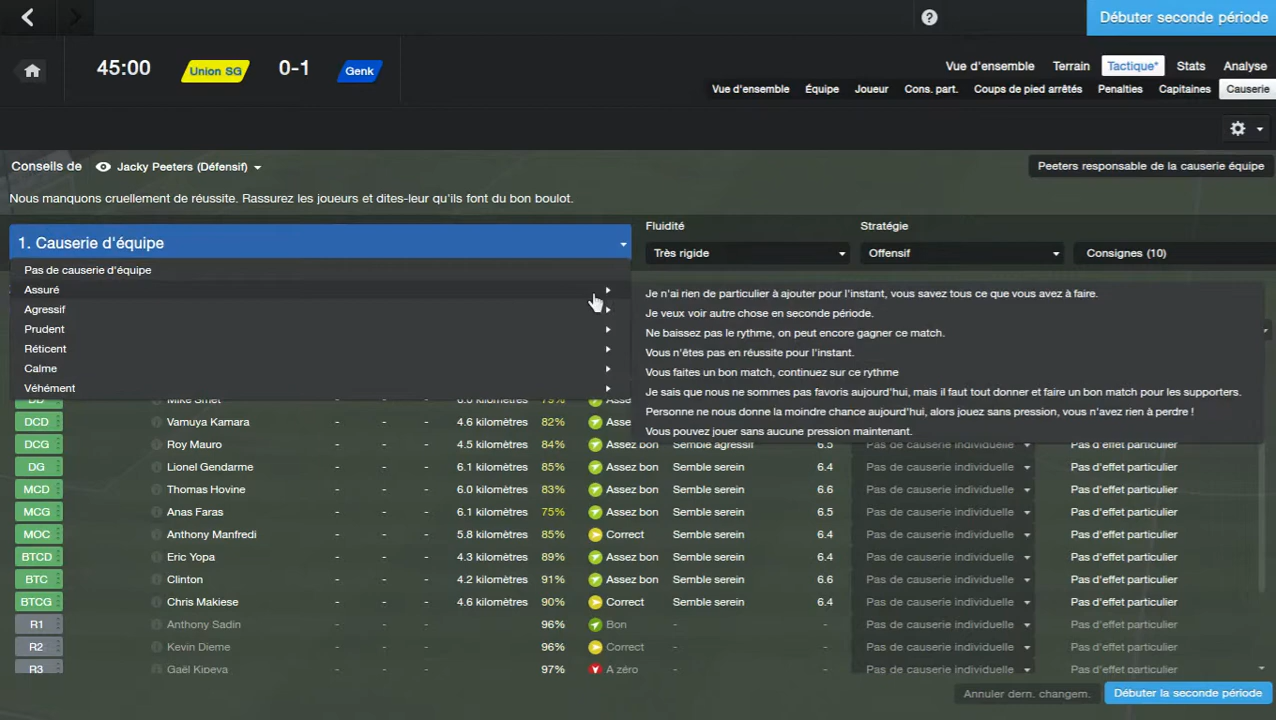 Débuter seconde période
45:00 Union SG 0-1 Genk
Vue d'ensemble Terrain Tactique* Stats Analyse
Vue d'ensemble Équipe Joueur Cons. part. Coups de pied arrêtés Penalties Capitaines Causerie
Conseils de Jacky Peeters (Défensif) Peeters responsable de la causerie équipe
Nous manquons cruellement de réussite. Rassurez les joueurs et dites-leur qu'ils font du bon boulot.
Fluidité Stratégie
1. Causerie d'équipe Très rigide Offensif Consignes (10)
Pas de causerie d'équipe
Assuré Je n'ai rien de particulier à ajouter pour l'instant, vous savez tous ce que vous avez à faire.
Agressif Je veux voir autre chose en seconde période.
Prudent Ne baissez pas le rythme, on peut encore gagner ce match.
Réticent Vous n'êtes pas en réussite pour l'instant.
Calme Vous faites un bon match, continuez sur ce rythme
Véhément Je sais que nous ne sommes pas favoris aujourd'hui, mais il faut tout donner et faire un bon match pour les supporters.
Personne ne nous donne la moindre chance aujourd'hui, alors jouez sans pression, vous n'avez rien à perdre !
Vous pouvez jouer sans aucune pression maintenant.
DD Mike Smet - - - 6.0 kilomètres 79%
DCD Vamuya Kamara - - - 4.6 kilomètres 82%
DCG Roy Mauro - - - 4.5 kilomètres 84% Assez bon Semble agressif 6.5 Pas de causerie individuelle Pas d'effet particulier
DG Lionel Gendarme - - - 6.1 kilomètres 85% Assez bon Semble serein 6.4 Pas de causerie individuelle Pas d'effet particulier
MCD Thomas Hovine - - - 6.0 kilomètres 83% Assez bon Semble serein 6.6 Pas de causerie individuelle Pas d'effet particulier
MCG Anas Faras - - - 6.1 kilomètres 75% Assez bon Semble serein 6.5 Pas de causerie individuelle Pas d'effet particulier
MOC Anthony Manfredi - - - 5.8 kilomètres 85% Correct Semble serein 6.4 Pas de causerie individuelle Pas d'effet particulier
BTCD Eric Yopa - - - 4.3 kilomètres 89% Assez bon Semble serein 6.4 Pas de causerie individuelle Pas d'effet particulier
BTC Clinton - - - 4.2 kilomètres 91% Assez bon Semble serein 6.6 Pas de causerie individuelle Pas d'effet particulier
BTCG Chris Makiese - - - 4.6 kilomètres 90% Correct Semble serein 6.4 Pas de causerie individuelle Pas d'effet particulier
R1 Anthony Sadin 96% Bon - - Pas de causerie individuelle Pas d'effet particulier
R2 Kevin Dieme 96% Correct - - Pas de causerie individuelle Pas d'effet particulier
R3 Gaël Kipeya 97% A zéro - - Pas de causerie individuelle Pas d'effet particulier
Annuler dern. changem. Débuter la seconde période